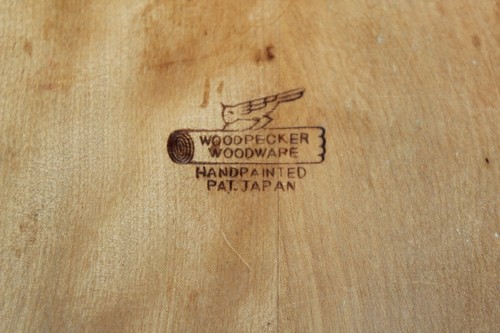 WOODPECKER
WOODWARE
HANDPAINTED
PAT. JAPAN